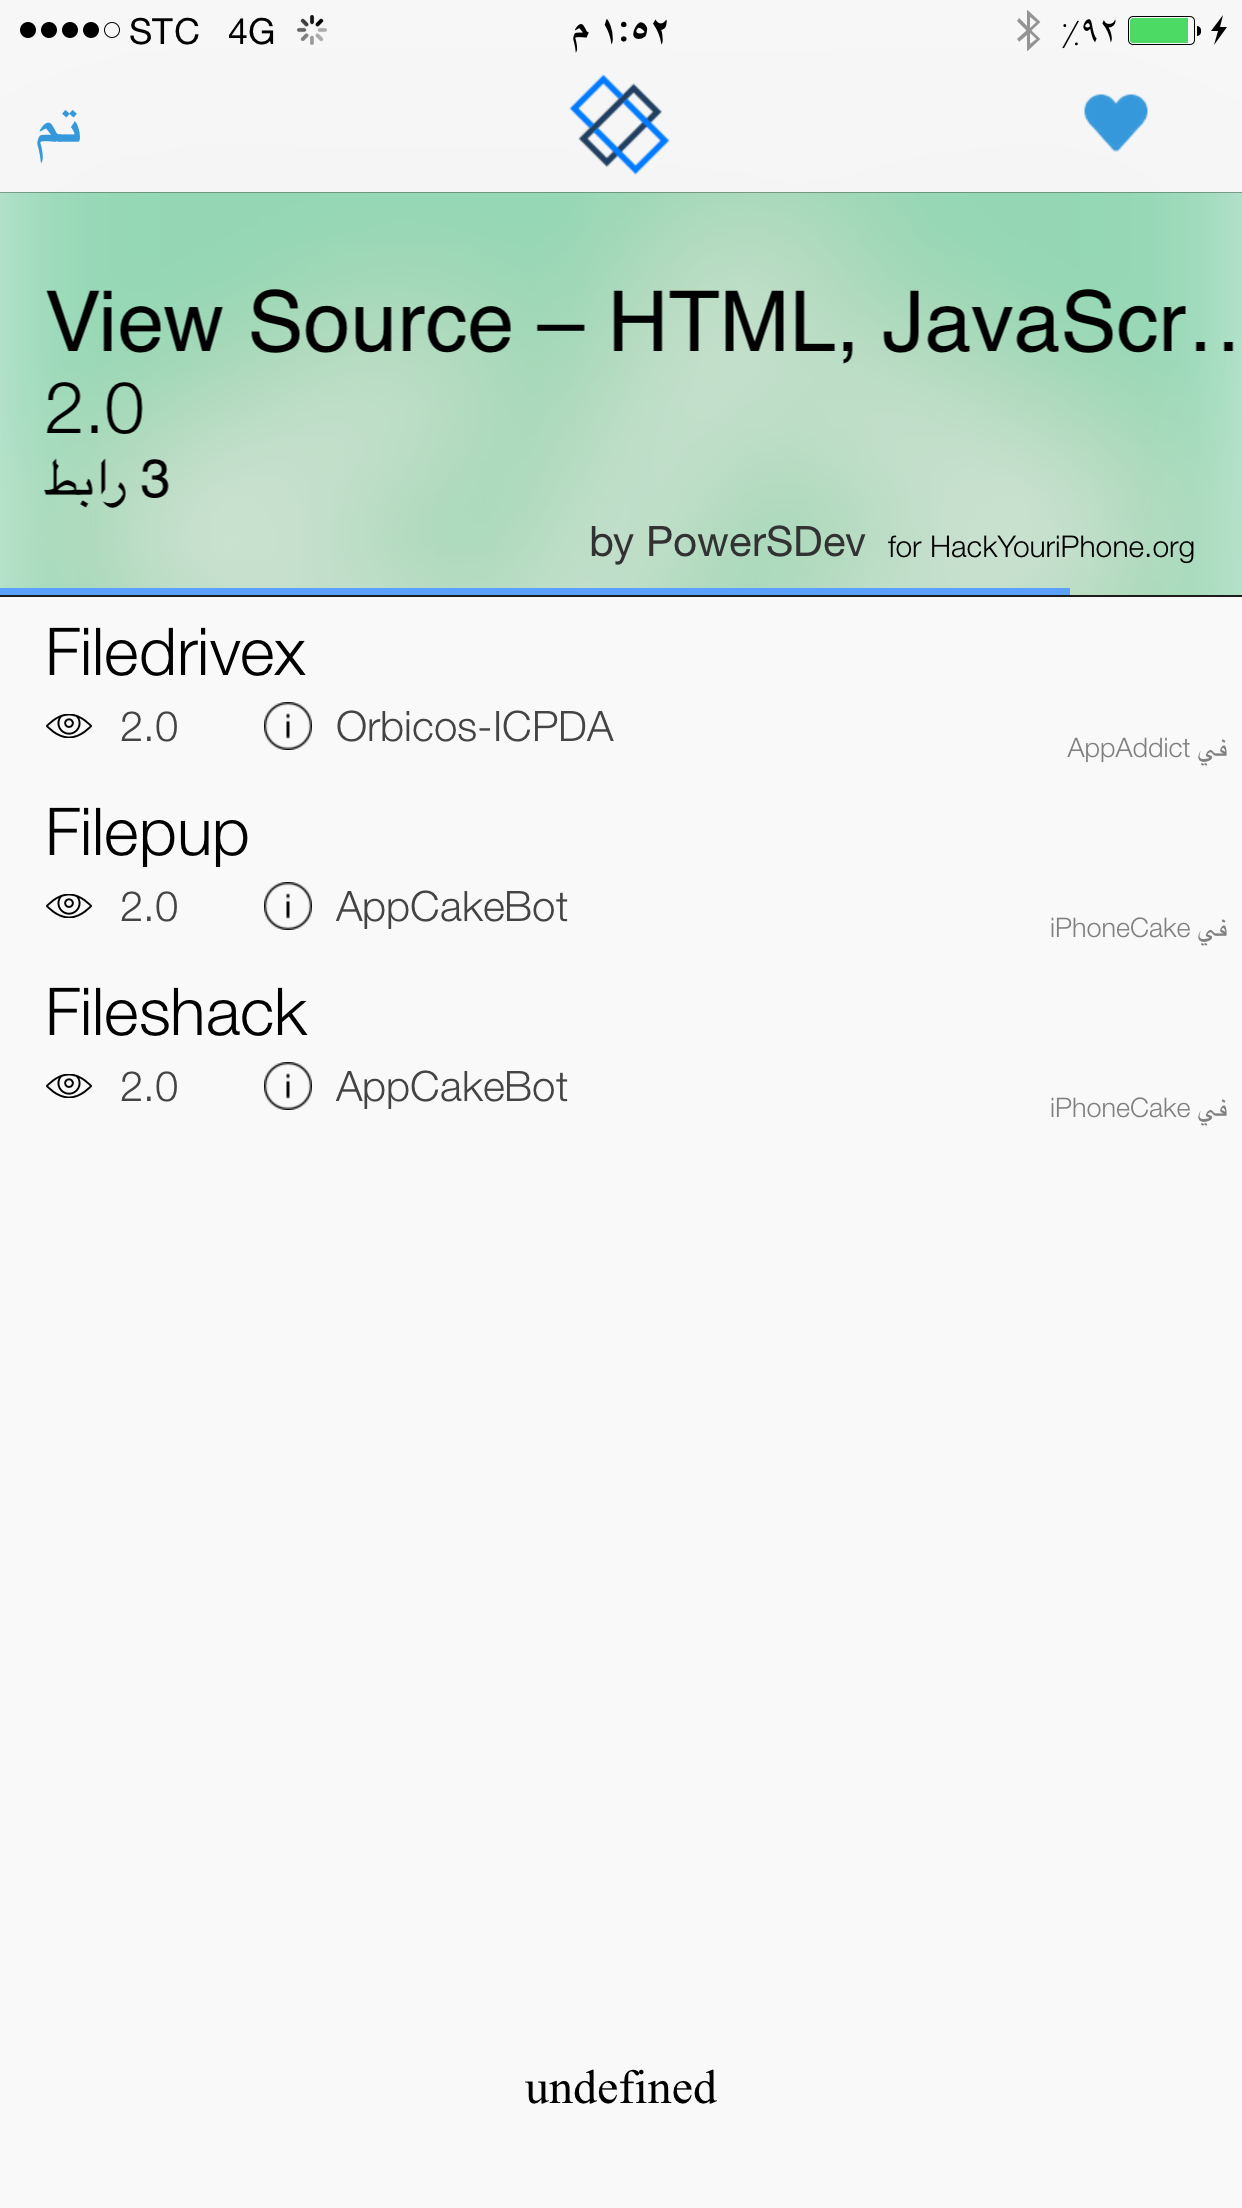 STC 4G ١:٥٢ م ٪٩٢
تم
View Source – HTML, JavaScr...
2.0
3 رابط
by PowerSDev for HackYouriPhone.org
Filedrivex
2.0 Orbicos-ICPDA
في AppAddict
Filepup
2.0 AppCakeBot
في iPhoneCake
Fileshack
2.0 AppCakeBot
في iPhoneCake
undefined